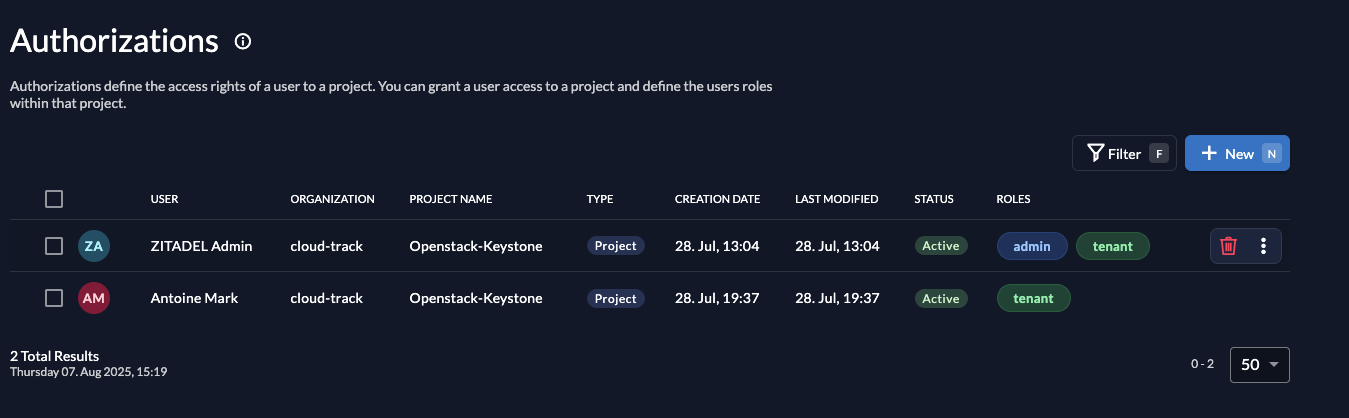 Authorizations
Authorizations define the access rights of a user to a project. You can grant a user access to a project and define the users roles
within that project.
Filter F New N
USER ORGANIZATION PROJECT NAME TYPE CREATION DATE LAST MODIFIED STATUS ROLES
ZA ZITADEL Admin cloud-track Openstack-Keystone Project 28. Jul, 13:04 28. Jul, 13:04 Active admin tenant
AM Antoine Mark cloud-track Openstack-Keystone Project 28. Jul, 19:37 28. Jul, 19:37 Active tenant
2 Total Results
Thursday 07. Aug 2025, 15:19
0 - 2 50